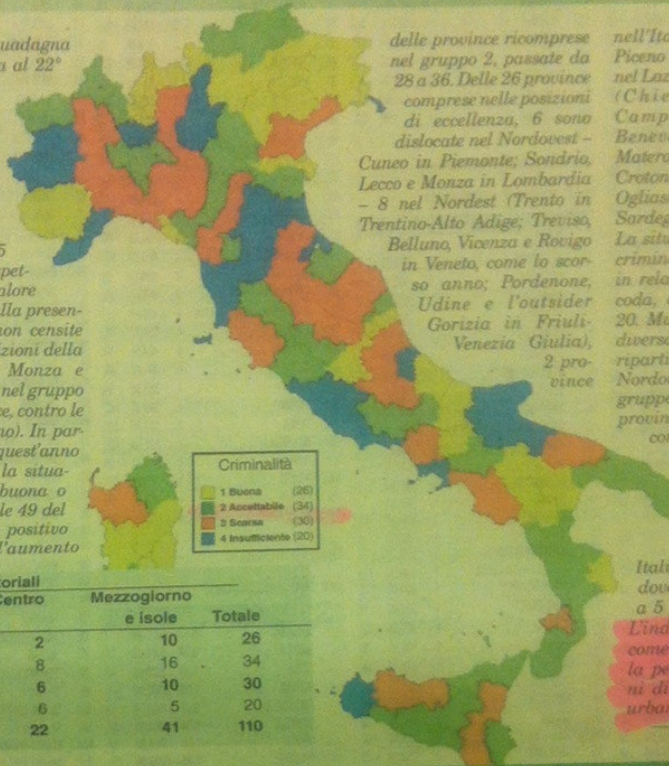 uadagna
a al 22°
delle province ricomprese
nel gruppo 2, passate da
28 a 36. Delle 26 province
comprese nelle posizioni
di eccellenza, 6 sono
dislocate nel Nordovest –
Cuneo in Piemonte; Sondrio,
Lecco e Monza in Lombardia
– 8 nel Nordest (Trento in
Trentino-Alto Adige; Treviso,
Belluno, Vicenza e Rovigo
in Veneto, come lo scor-
so anno; Pordenone,
Udine e l'outsider
Gorizia in Friuli-
Venezia Giulia),
2 pro-
vince
nell'Ita
Piceno
nel Laz
(Chie
Camp
Benev
Matera
Croton
Oglias
Sardeg
La situ
crimin
in rela
coda,
20. Mu
diverso
riparti
Nordo
gruppo
provin
co
5
pet-
alore
lla presen-
non censite
izioni della
Monza e
nel gruppo
ce, contro le
no). In par-
quest'anno
la situa-
buona o
le 49 del
positivo
l'aumento
Criminalità
1 Buona (26)
2 Accettabile (34)
3 Scarsa (30)
4 Insufficiente (20)
toriali
Centro Mezzogiorno e isole Totale
2 10 26
8 16 34
6 10 30
6 5 20
22 41 110
Itali
dov
a 5
L'ind
come
la pe
ni di
urba